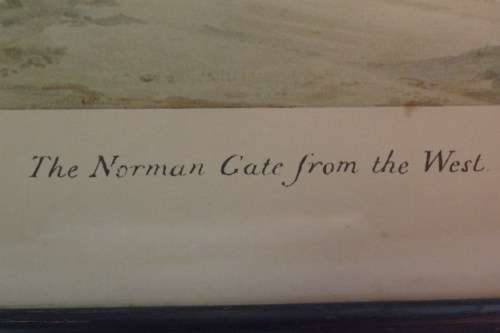 The Norman Gate from the West.